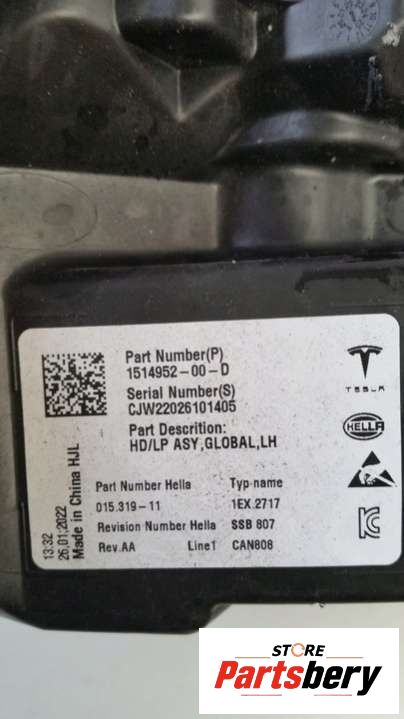 Part Number(P)
1514952-00-D
Serial Number(S)
CJW22026101405
Part Descrition:
HD/LP ASY,GLOBAL,LH
TESLA
HELLA
Part Number Hella Typ-name
015.319-11 1EX.2717
Revision Number Hella SSB 807
Rev.AA Line1 CAN808
13:32
26,01;2022
Made in China HJL
STORE
Partsbery